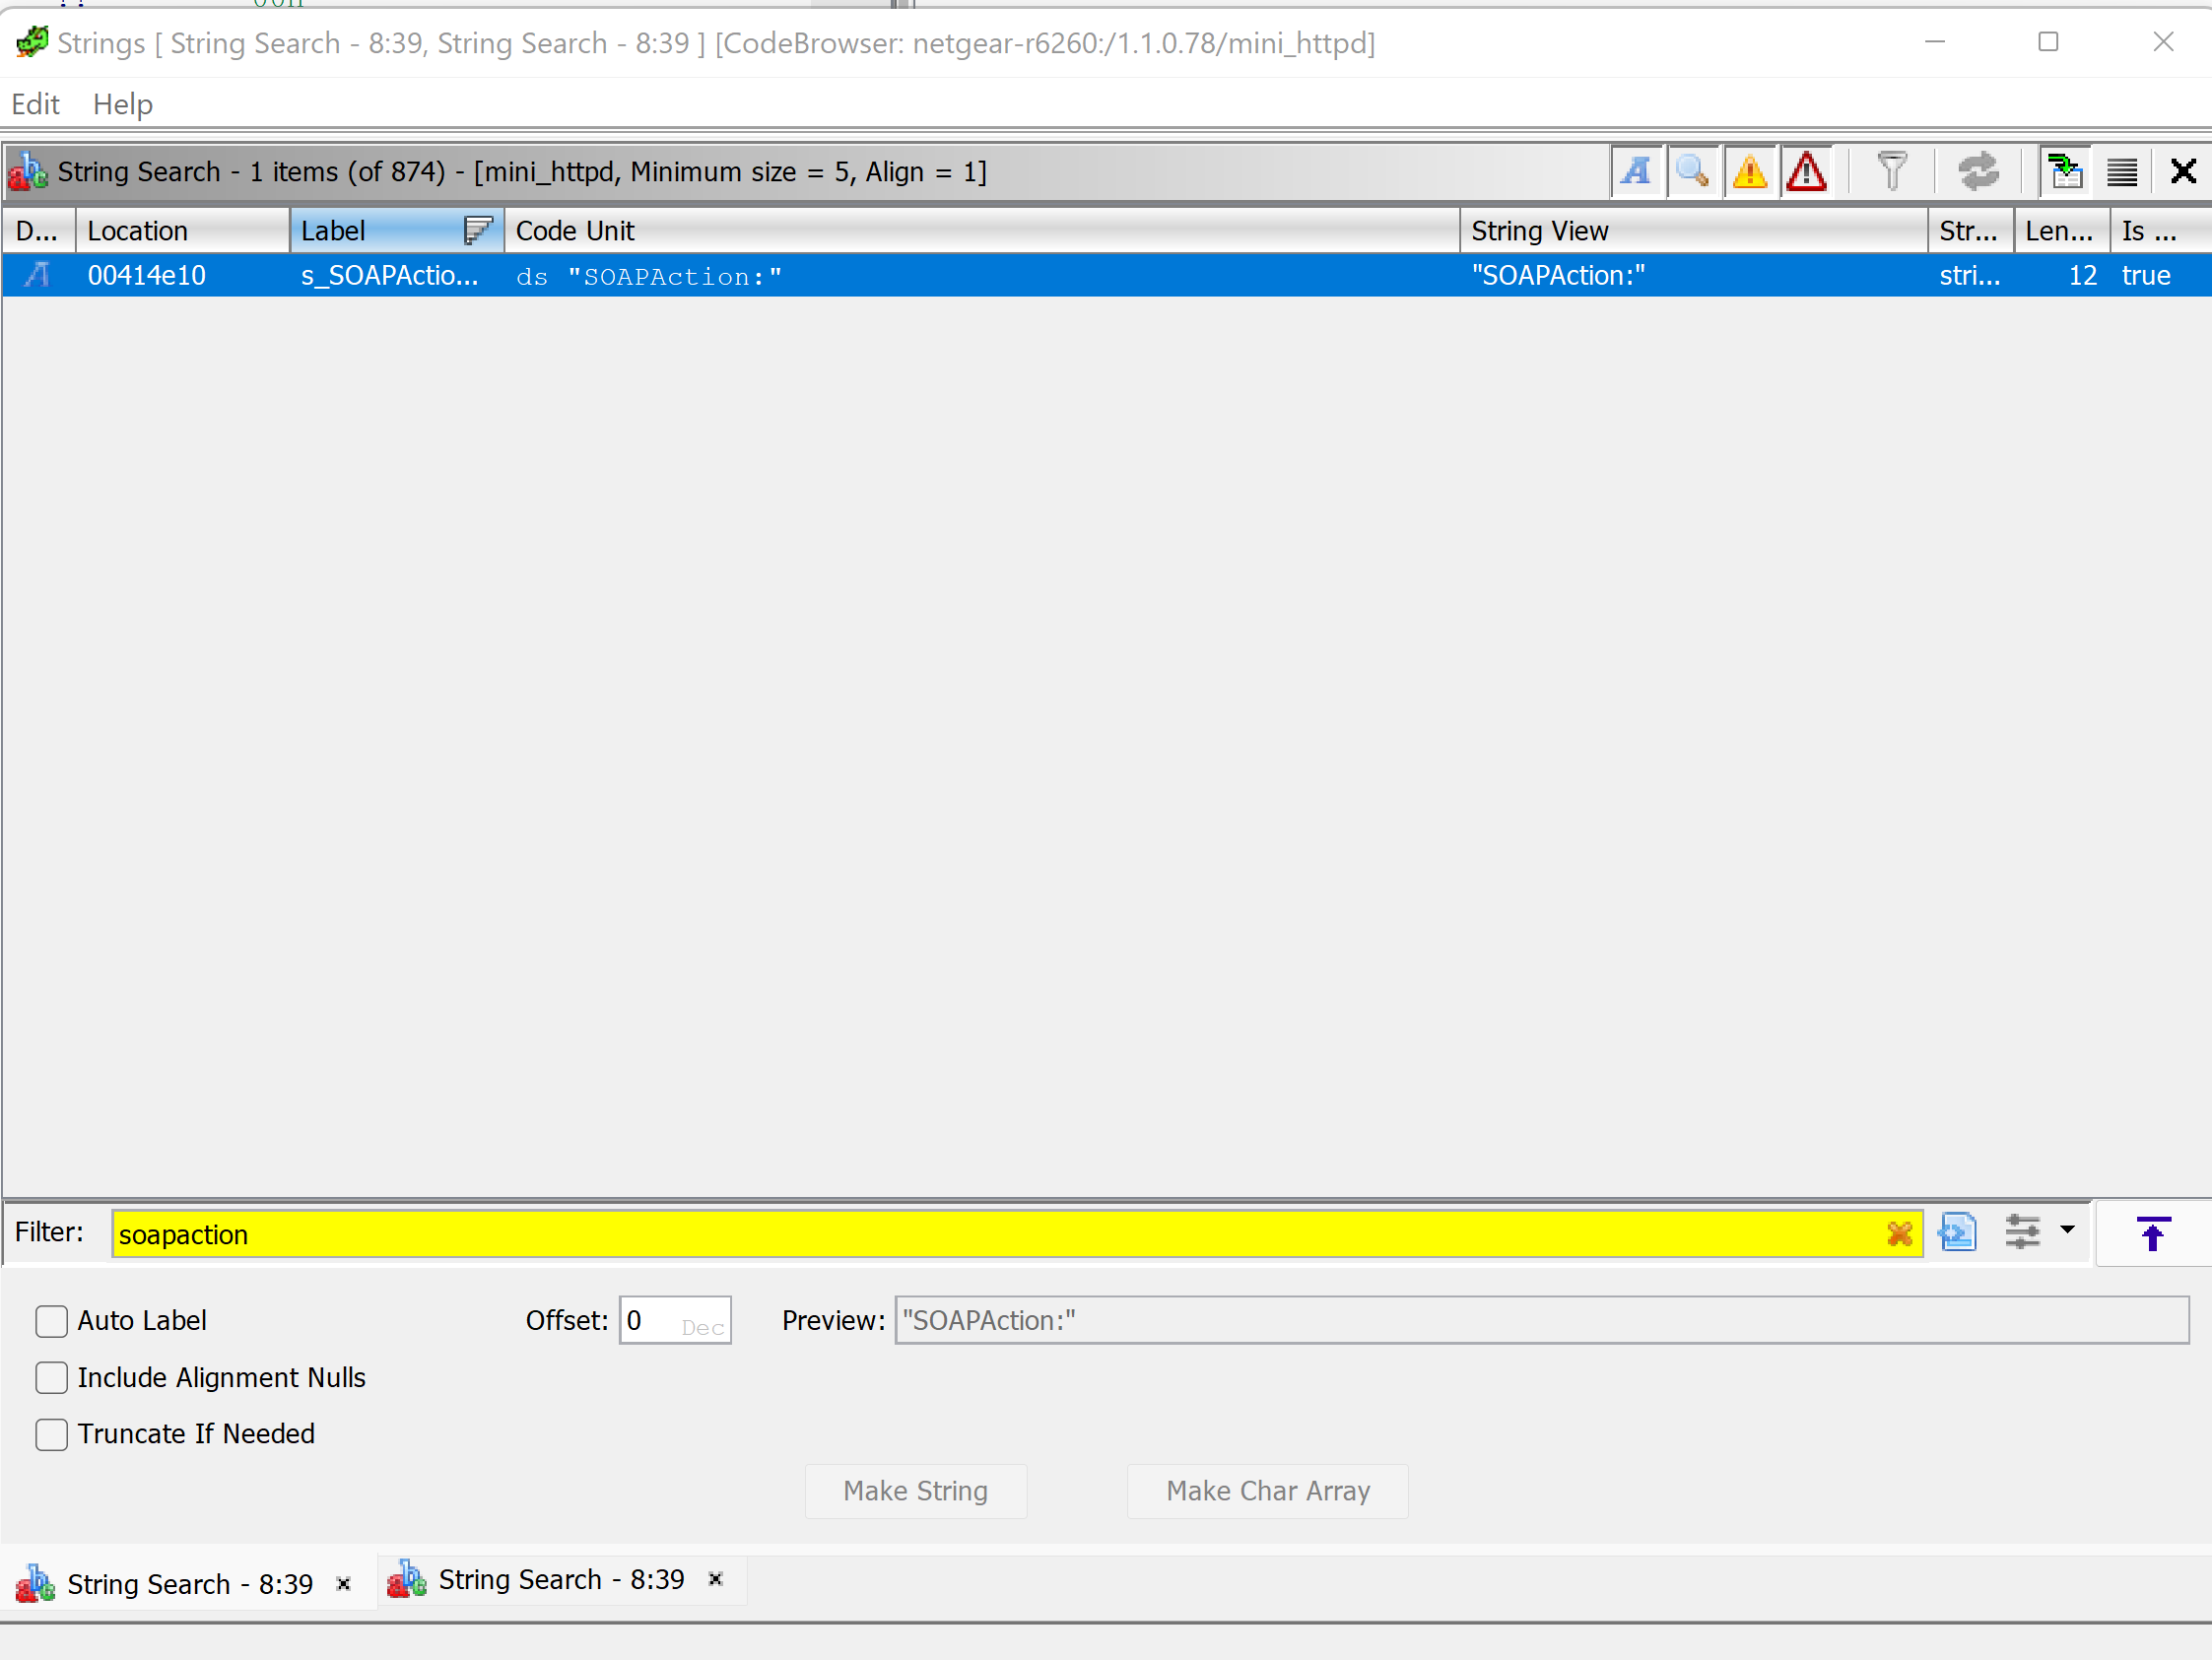 Strings [ String Search - 8:39, String Search - 8:39 ] [CodeBrowser: netgear-r6260:/1.1.0.78/mini_httpd]
Edit Help
String Search - 1 items (of 874) - [mini_httpd, Minimum size = 5, Align = 1]
D... Location Label Code Unit String View Str... Len... Is ...
00414e10 s_SOAPActio... ds "SOAPAction:" "SOAPAction:" stri... 12 true
Filter: soapaction
Auto Label Offset: 0 Dec Preview: "SOAPAction:"
Include Alignment Nulls
Truncate If Needed
Make String Make Char Array
String Search - 8:39 String Search - 8:39